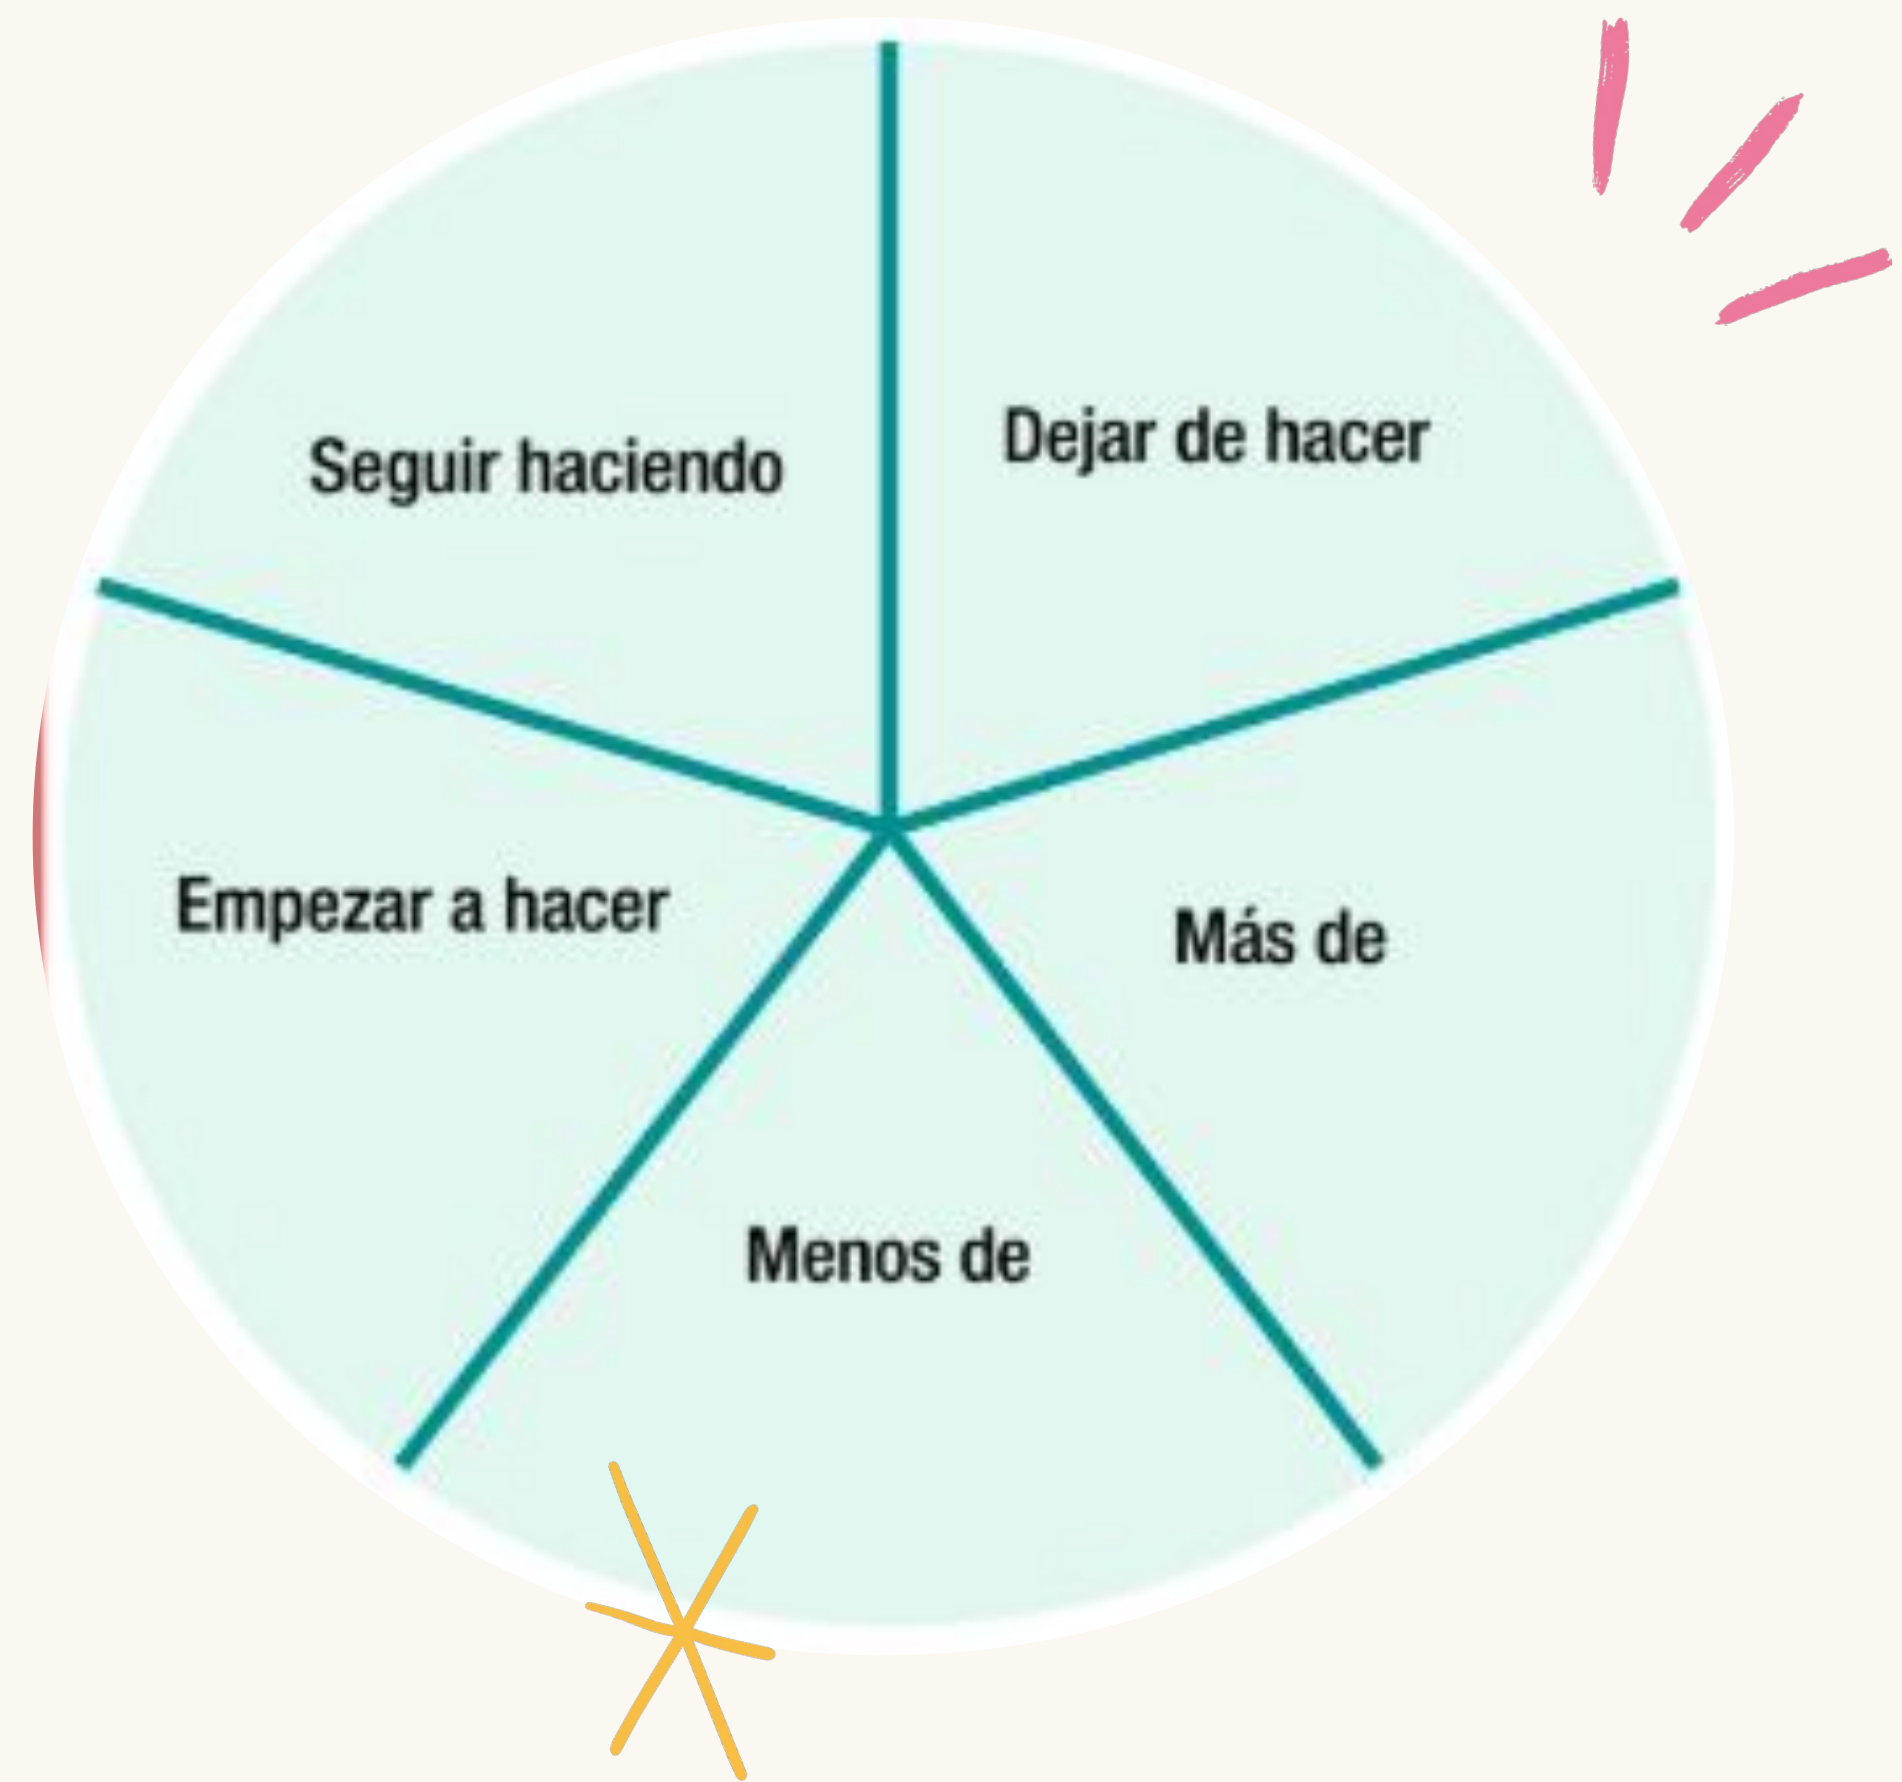 Seguir haciendo
Dejar de hacer
Empezar a hacer
Más de
Menos de